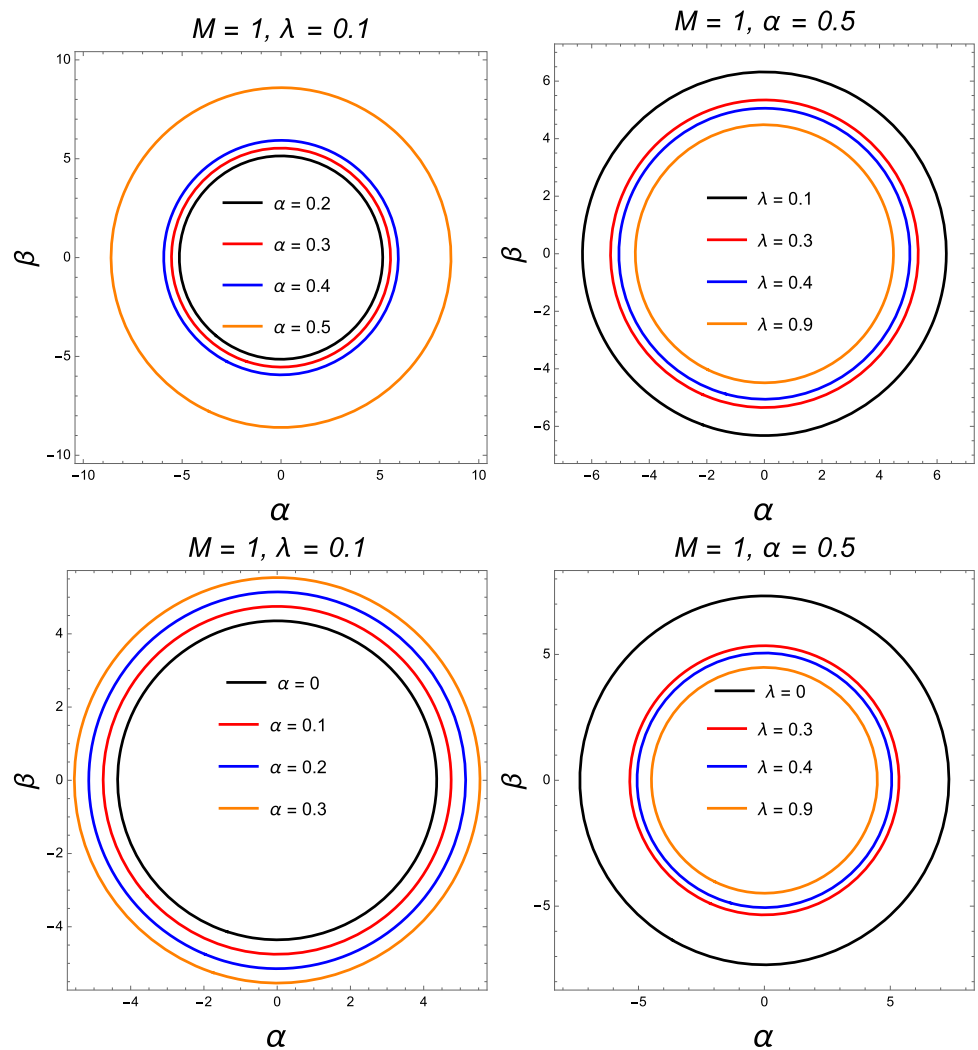 M = 1, λ = 0.1
10
5
0
−5
−10
β
α = 0.2
α = 0.3
α = 0.4
α = 0.5
−10 −5 0 5 10
α
M = 1, α = 0.5
6
4
2
0
−2
−4
−6
β
λ = 0.1
λ = 0.3
λ = 0.4
λ = 0.9
−6 −4 −2 0 2 4 6
α
M = 1, λ = 0.1
4
2
0
−2
−4
β
α = 0
α = 0.1
α = 0.2
α = 0.3
−4 −2 0 2 4
α
M = 1, α = 0.5
5
0
−5
β
λ = 0
λ = 0.3
λ = 0.4
λ = 0.9
−5 0 5
α